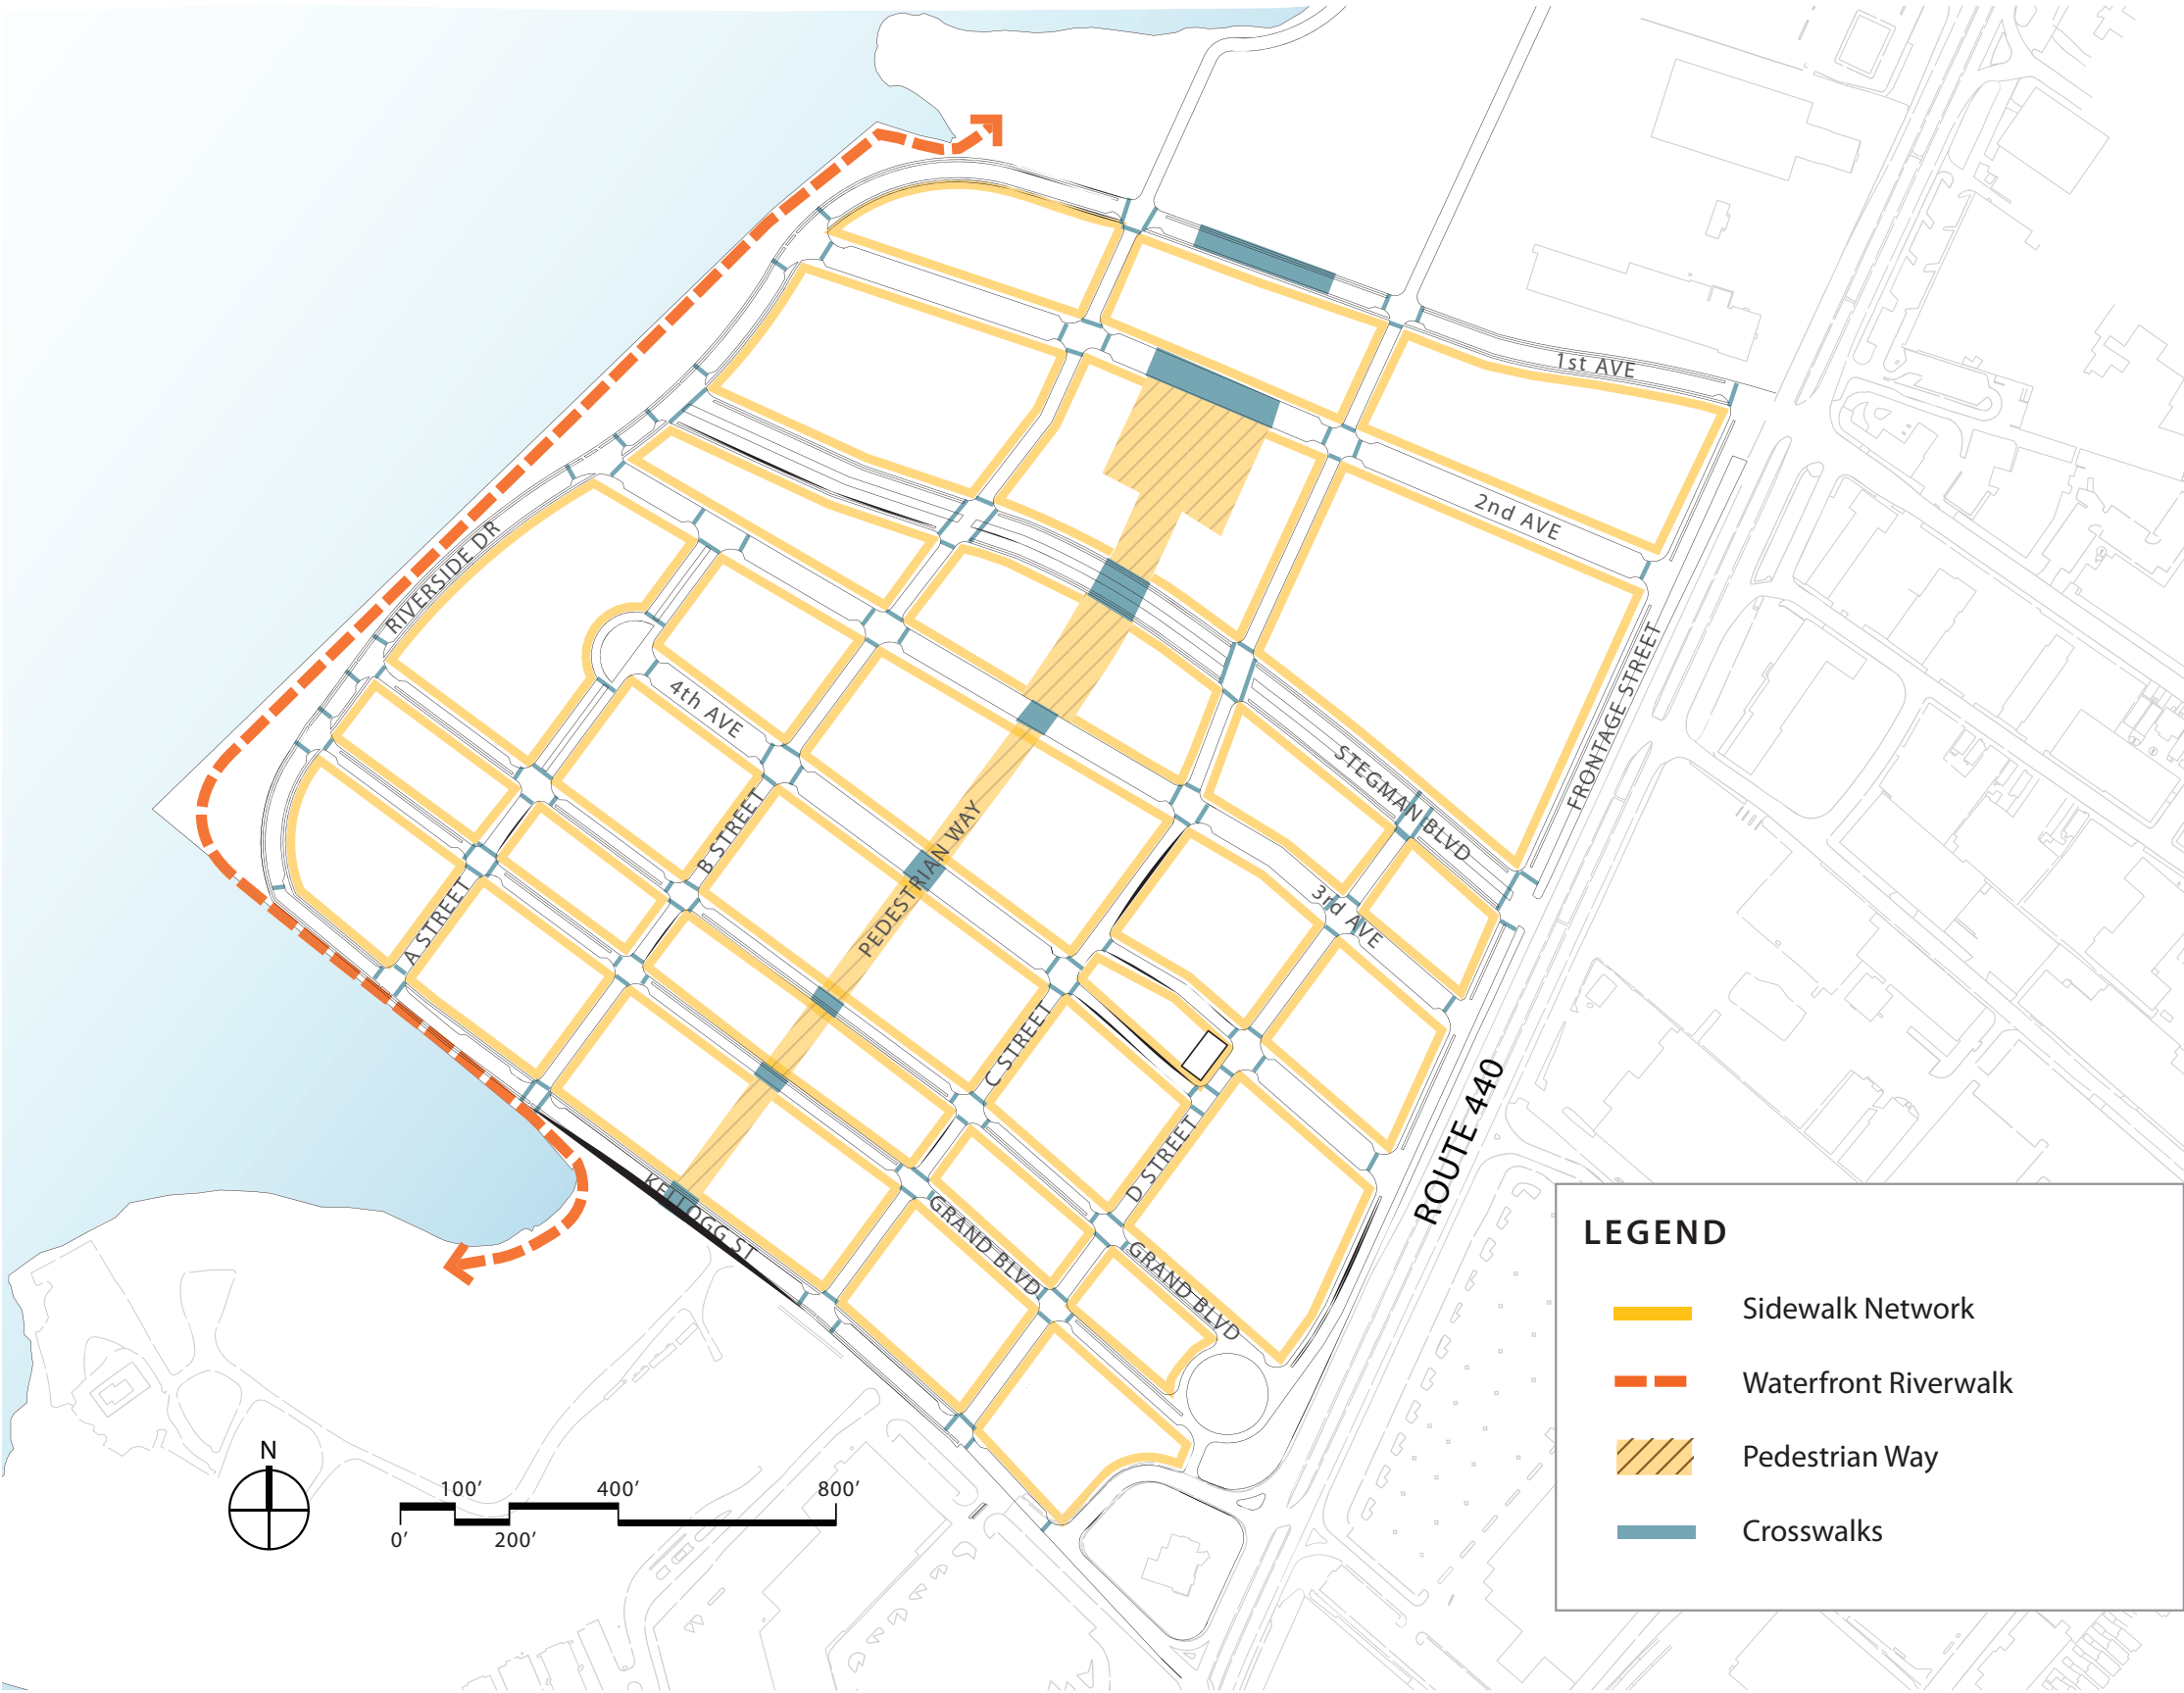 1st AVE
2nd AVE
RIVERSIDE DR
FRONTAGE STREET
4th AVE
STEGMAN BLVD
B STREET
PEDESTRIAN WAY
3rd AVE
A STREET
C STREET
ROUTE 440
D STREET
KELLOGG ST
GRAND BLVD
GRAND BLVD
LEGEND
Sidewalk Network
Waterfront Riverwalk
Pedestrian Way
Crosswalks
N
100’
400’
800’
0’
200’